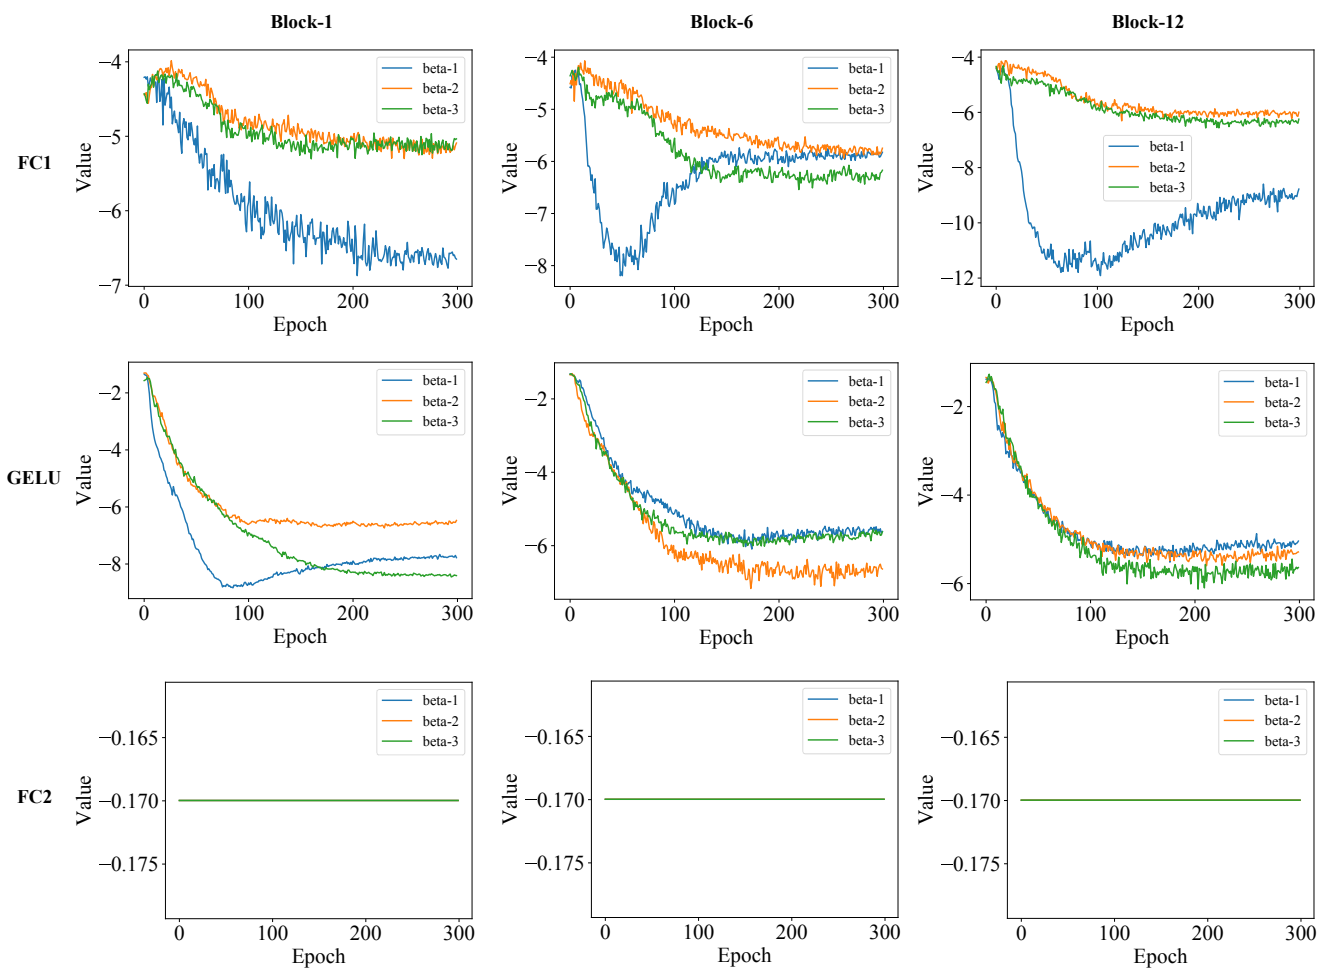 Block-1 Block-6 Block-12
FC1
Value
−4
−5
−6
−7
0 100 200 300
Epoch
beta-1
beta-2
beta-3
Value
−4
−5
−6
−7
−8
0 100 200 300
Epoch
beta-1
beta-2
beta-3
Value
−4
−6
−8
−10
−12
0 100 200 300
Epoch
beta-1
beta-2
beta-3
GELU
Value
−2
−4
−6
−8
0 100 200 300
Epoch
beta-1
beta-2
beta-3
Value
−2
−4
−6
0 100 200 300
Epoch
beta-1
beta-2
beta-3
Value
−2
−4
−6
0 100 200 300
Epoch
beta-1
beta-2
beta-3
FC2
Value
−0.165
−0.170
−0.175
0 100 200 300
Epoch
beta-1
beta-2
beta-3
Value
−0.165
−0.170
−0.175
0 100 200 300
Epoch
beta-1
beta-2
beta-3
Value
−0.165
−0.170
−0.175
0 100 200 300
Epoch
beta-1
beta-2
beta-3